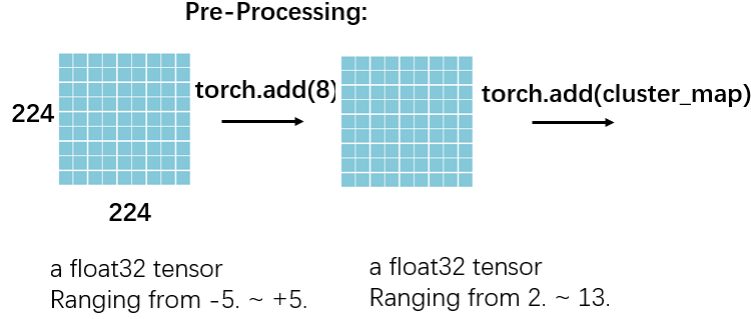 Pre-Processing:
torch.add(8)
torch.add(cluster_map)
224
224
a float32 tensor
Ranging from -5. ~ +5.
a float32 tensor
Ranging from 2. ~ 13.